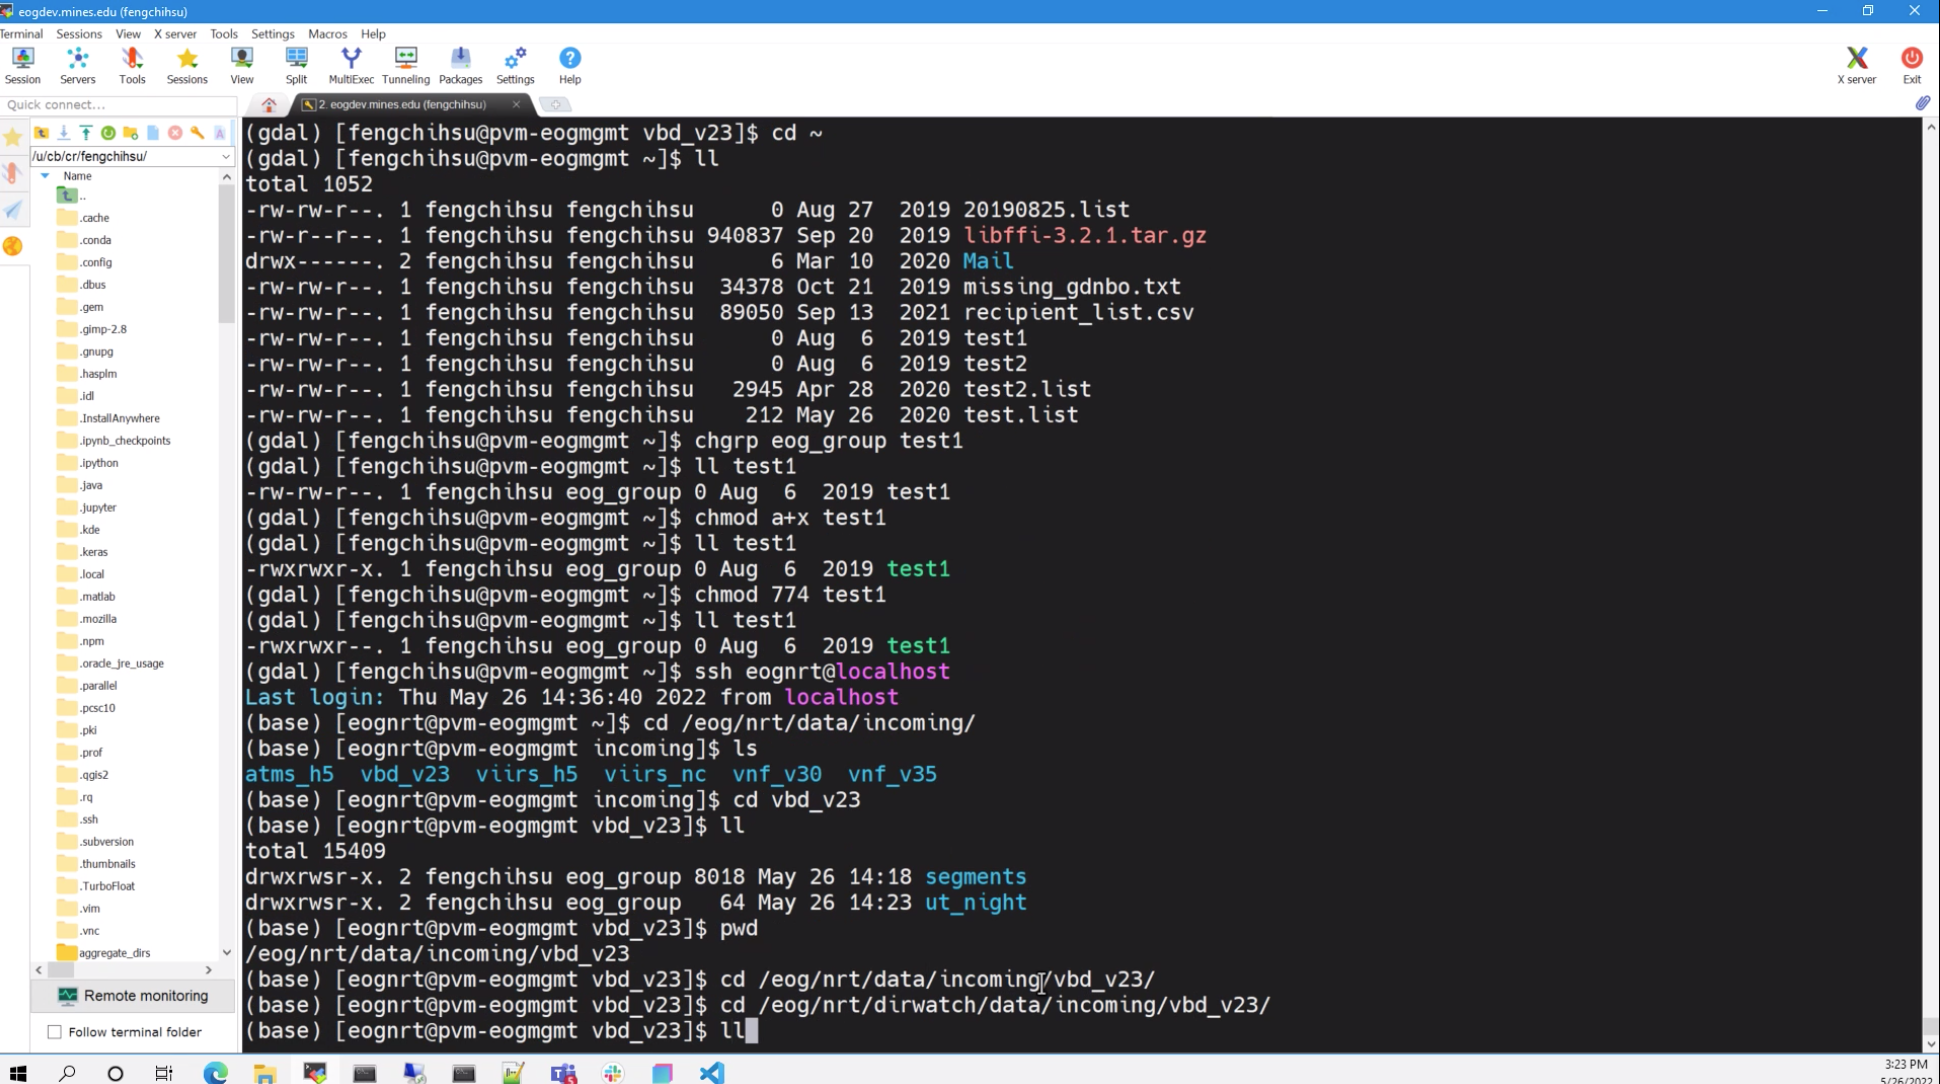 eogdev.mines.edu (fengchihsu)
Terminal Sessions View X server Tools Settings Macros Help
Session Servers Tools Sessions View Split MultiExec Tunneling Packages Settings Help X server Exit
Quick connect...
2. eogdev.mines.edu (fengchihsu)
/u/cb/cr/fengchihsu/
Name
..
.cache
.conda
.config
.dbus
.gem
.gimp-2.8
.gnupg
.hasplm
.idl
.InstallAnywhere
.ipynb_checkpoints
.ipython
.java
.jupyter
.kde
.keras
.local
.matlab
.mozilla
.npm
.oracle_jre_usage
.parallel
.pcsc10
.pki
.prof
.qgis2
.rq
.ssh
.subversion
.thumbnails
.TurboFloat
.vim
.vnc
aggregate_dirs
Remote monitoring
Follow terminal folder
(gdal) [fengchihsu@pvm-eogmgmt vbd_v23]$ cd ~
(gdal) [fengchihsu@pvm-eogmgmt ~]$ ll
total 1052
-rw-rw-r--. 1 fengchihsu fengchihsu      0 Aug 27  2019 20190825.list
-rw-r--r--. 1 fengchihsu fengchihsu 940837 Sep 20  2019 libffi-3.2.1.tar.gz
drwx------. 2 fengchihsu fengchihsu      6 Mar 10  2020 Mail
-rw-rw-r--. 1 fengchihsu fengchihsu  34378 Oct 21  2019 missing_gdnbo.txt
-rw-rw-r--. 1 fengchihsu fengchihsu  89050 Sep 13  2021 recipient_list.csv
-rw-rw-r--. 1 fengchihsu fengchihsu      0 Aug  6  2019 test1
-rw-rw-r--. 1 fengchihsu fengchihsu      0 Aug  6  2019 test2
-rw-rw-r--. 1 fengchihsu fengchihsu   2945 Apr 28  2020 test2.list
-rw-rw-r--. 1 fengchihsu fengchihsu    212 May 26  2020 test.list
(gdal) [fengchihsu@pvm-eogmgmt ~]$ chgrp eog_group test1
(gdal) [fengchihsu@pvm-eogmgmt ~]$ ll test1
-rw-rw-r--. 1 fengchihsu eog_group 0 Aug  6  2019 test1
(gdal) [fengchihsu@pvm-eogmgmt ~]$ chmod a+x test1
(gdal) [fengchihsu@pvm-eogmgmt ~]$ ll test1
-rwxrwxr-x. 1 fengchihsu eog_group 0 Aug  6  2019 test1
(gdal) [fengchihsu@pvm-eogmgmt ~]$ chmod 774 test1
(gdal) [fengchihsu@pvm-eogmgmt ~]$ ll test1
-rwxrwxr--. 1 fengchihsu eog_group 0 Aug  6  2019 test1
(gdal) [fengchihsu@pvm-eogmgmt ~]$ ssh eognrt@localhost
Last login: Thu May 26 14:36:40 2022 from localhost
(base) [eognrt@pvm-eogmgmt ~]$ cd /eog/nrt/data/incoming/
(base) [eognrt@pvm-eogmgmt incoming]$ ls
atms_h5  vbd_v23  viirs_h5  viirs_nc  vnf_v30  vnf_v35
(base) [eognrt@pvm-eogmgmt incoming]$ cd vbd_v23
(base) [eognrt@pvm-eogmgmt vbd_v23]$ ll
total 15409
drwxrwsr-x. 2 fengchihsu eog_group 8018 May 26 14:18 segments
drwxrwsr-x. 2 fengchihsu eog_group   64 May 26 14:23 ut_night
(base) [eognrt@pvm-eogmgmt vbd_v23]$ pwd
/eog/nrt/data/incoming/vbd_v23
(base) [eognrt@pvm-eogmgmt vbd_v23]$ cd /eog/nrt/data/incoming/vbd_v23/
(base) [eognrt@pvm-eogmgmt vbd_v23]$ cd /eog/nrt/dirwatch/data/incoming/vbd_v23/
(base) [eognrt@pvm-eogmgmt vbd_v23]$ ll
3:23 PM
5/26/2022